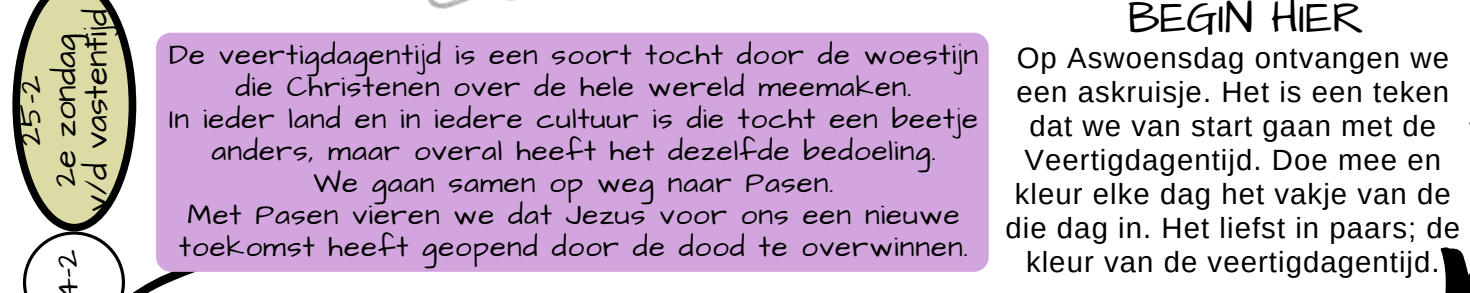 25-2
2e zondag
v/d vastentijd
De veertigdagentijd is een soort tocht door de woestijn
die Christenen over de hele wereld meemaken.
In ieder land en in iedere cultuur is die tocht een beetje
anders, maar overal heeft het dezelfde bedoeling.
We gaan samen op weg naar Pasen.
Met Pasen vieren we dat Jezus voor ons een nieuwe
toekomst heeft geopend door de dood te overwinnen.
BEGIN HIER
Op Aswoensdag ontvangen we
een askruisje. Het is een teken
dat we van start gaan met de
Veertigdagentijd. Doe mee en
kleur elke dag het vakje van de
die dag in. Het liefst in paars; de
kleur van de veertigdagentijd.